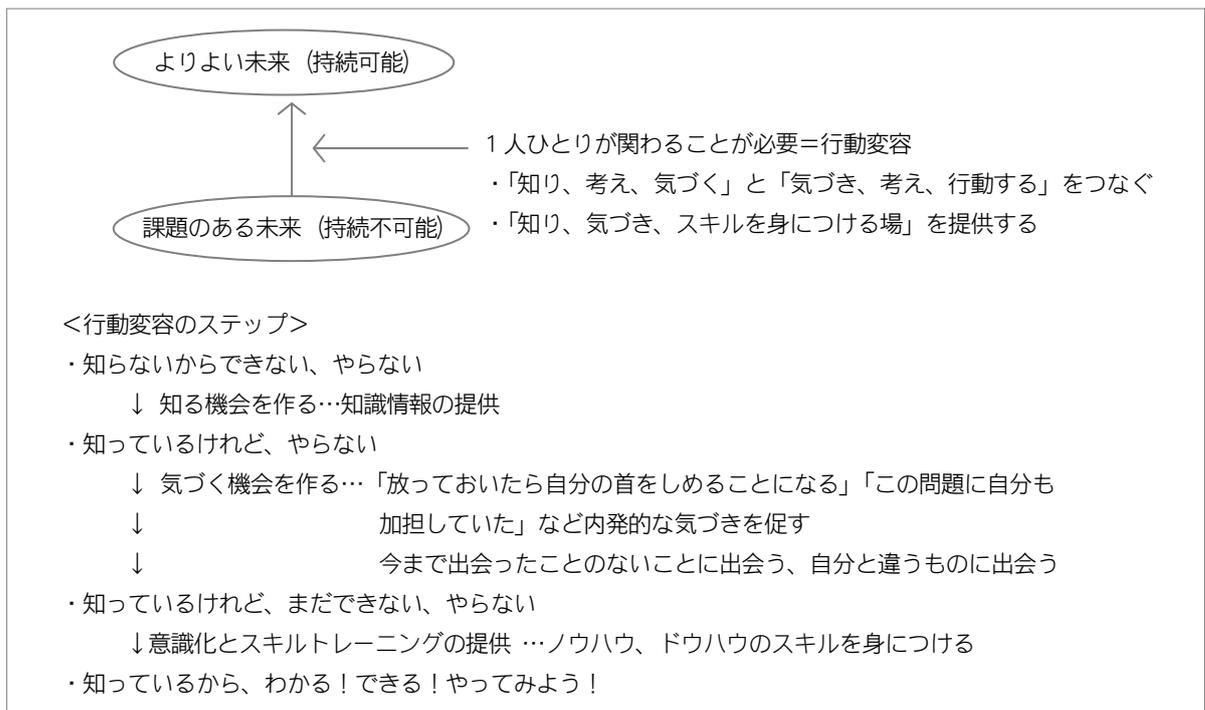 よりよい未来（持続可能）
1人ひとりが関わることが必要＝行動変容
・「知り、考え、気づく」と「気づき、考え、行動する」をつなぐ
課題のある未来（持続不可能）
・「知り、気づき、スキルを身につける場」を提供する
＜行動変容のステップ＞
・知らないからできない、やらない
↓ 知る機会を作る…知識情報の提供
・知っているけれど、やらない
↓ 気づく機会を作る…「放っておいたら自分の首をしめることになる」「この問題に自分も
↓ 加担していた」など内発的な気づきを促す
↓ 今まで出会ったことのないことに出会う、自分と違うものに出会う
・知っているけれど、まだできない、やらない
↓意識化とスキルトレーニングの提供 …ノウハウ、ドウハウのスキルを身につける
・知っているから、わかる！できる！やってみよう！